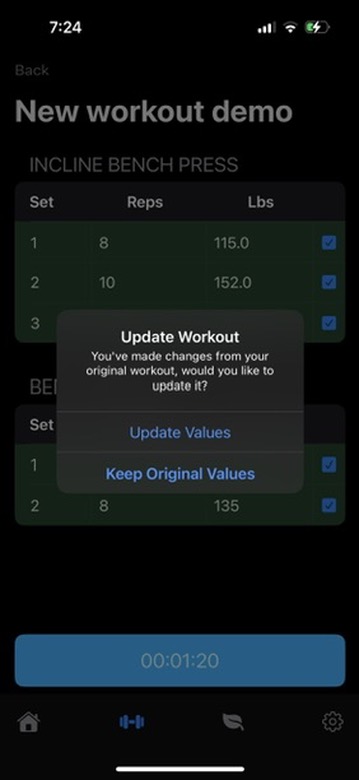 7:24
Back
New workout demo
INCLINE BENCH PRESS
Set Reps Lbs
1 8 115.0
2 10 152.0
3
Update Workout
You've made changes from your
original workout, would you like to
update it?
Update Values
Keep Original Values
Set
1
2 8 135
00:01:20